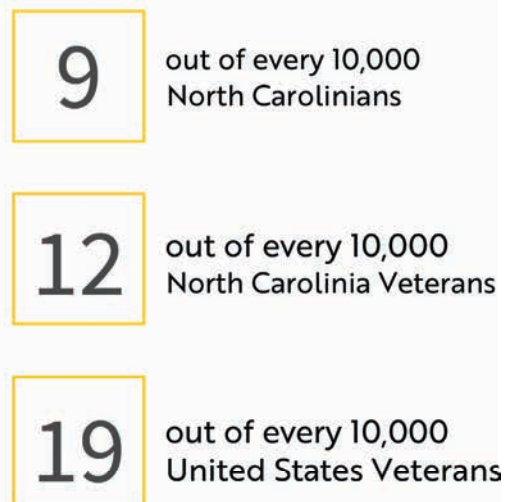 9
out of every 10,000
North Carolinians
12
out of every 10,000
North Carolinia Veterans
19
out of every 10,000
United States Veterans